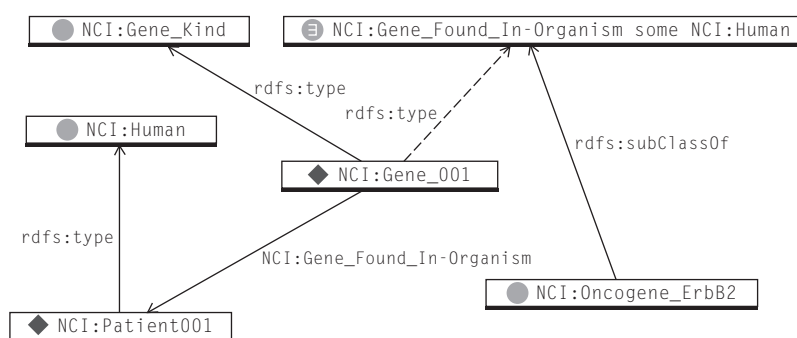 NCI:Gene_Kind
∃ NCI:Gene_Found_In-Organism some NCI:Human
rdfs:type
rdfs:type
NCI:Human
rdfs:subClassOf
NCI:Gene_001
rdfs:type
NCI:Gene_Found_In-Organism
NCI:Oncogene_ErbB2
NCI:Patient001